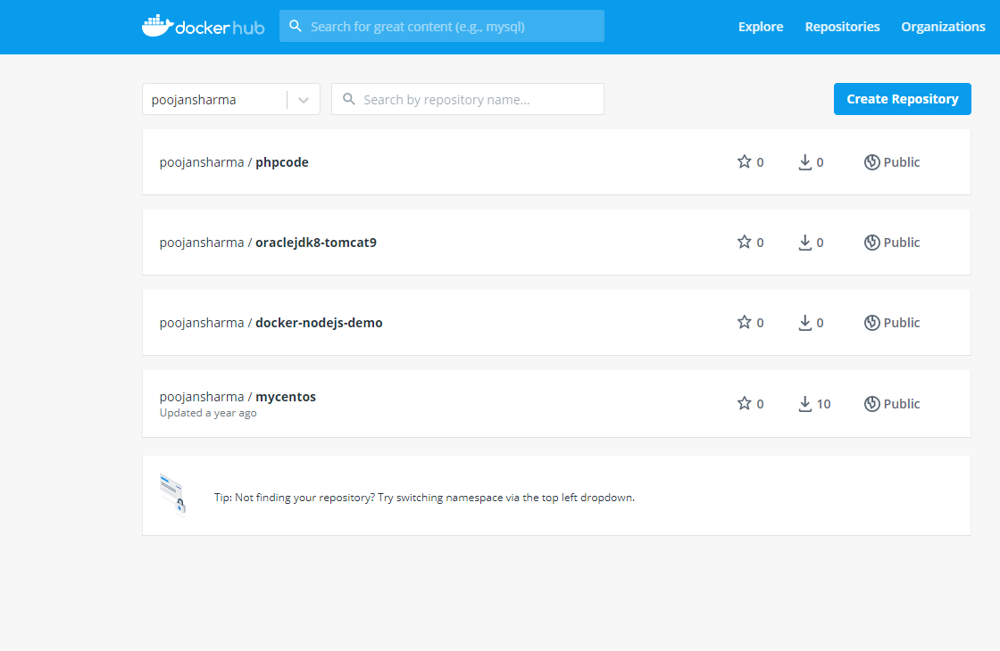 docker hub Search for great content (e.g., mysql) Explore Repositories Organizations
poojansharma Search by repository name... Create Repository
poojansharma / phpcode 0 0 Public
poojansharma / oraclejdk8-tomcat9 0 0 Public
poojansharma / docker-nodejs-demo 0 0 Public
poojansharma / mycentos 0 10 Public
Updated a year ago
Tip: Not finding your repository? Try switching namespace via the top left dropdown.